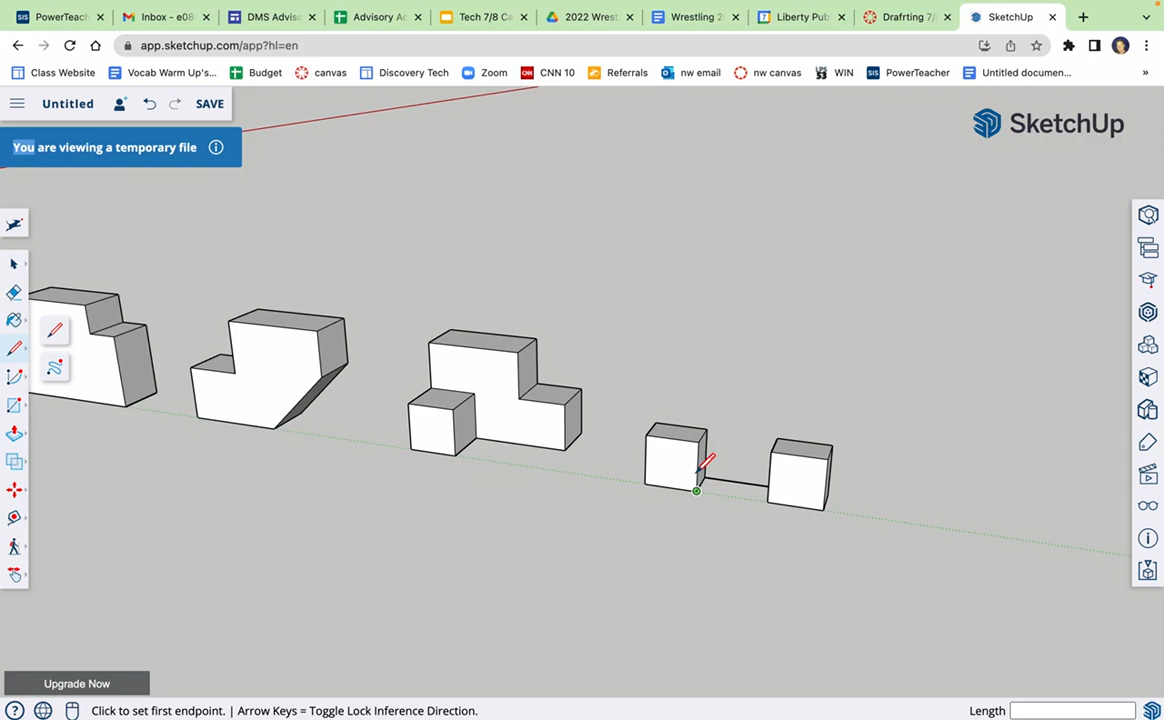 PowerTeach
Inbox - e08
DMS Adviso
Advisory Ac
Tech 7/8 Ca
2022 Wrest
Wrestling 2
Liberty Pub
Drafrting 7/
SketchUp
app.sketchup.com/app?hl=en
Class Website
Vocab Warm Up's...
Budget
canvas
Discovery Tech
Zoom
CNN 10
Referrals
nw email
nw canvas
WIN
PowerTeacher
Untitled documen...
»
Untitled
SAVE
SketchUp
You are viewing a temporary file
Upgrade Now
Click to set first endpoint. | Arrow Keys = Toggle Lock Inference Direction.
Length